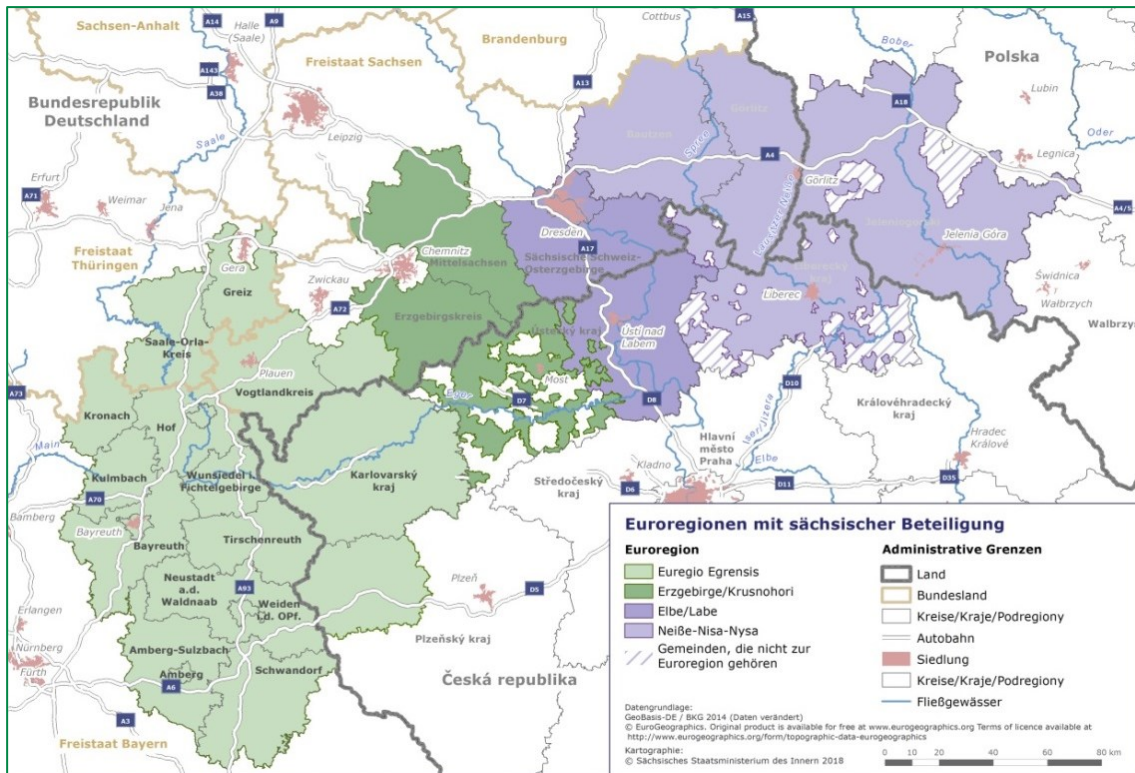 Sachsen-Anhalt
A14
A9
Halle
(Saale)
A143
A38
Freistaat Sachsen
Brandenburg
Cottbus
A15
A13
Bober
Polska
Lubin
A18
Oder
Legnica
A4/
Bundesrepublik
Deutschland
Saale
Leipzig
Erfurt
A71
Weimar
Jena
Freistaat
Thüringen
Gera
Greiz
Zwickau
A72
Chemnitz
Mittelsachsen
Erzgebirgskreis
Dresden
A17
Sächsische Schweiz-
Osterzgebirge
Bautzen
Görlitz
Spree
A4
Görlitz
Lausitzer Neiße
Jelenia Góra
Świdnica
Wałbrzych
Walbrzy
Liberecký
kraj
Liberec
Ústecký kraj
Ústí nad
Labem
Most
Eger
D7
D8
D10
Iser/Jizera
Elbe
Královéhradecký
kraj
Hradec
Králové
D35
D11
Hlavní
město
Praha
Kladno
D6
Středočeský
kraj
Saale-Orla-
Kreis
Plauen
Vogtlandkreis
A73
Kronach
Hof
Main
Kulmbach
Wunsiedel i.
Fichtelgebirge
Karlovarský
kraj
A70
Bamberg
Bayreuth
Bayreuth
Tirschenreuth
Neustadt
a.d.
Waldnaab
A93
Weiden
i.d. OPf.
Plzeň
D5
Plzeňský kraj
Erlangen
Nürnberg
Fürth
Amberg-Sulzbach
Amberg
A6
Schwandorf
A3
Freistaat Bayern
Česká republika
Euroregionen mit sächsischer Beteiligung
Euroregion
Euregio Egrensis
Erzgebirge/Krusnohori
Elbe/Labe
Neiße-Nisa-Nysa
Gemeinden, die nicht zur
Euroregion gehören
Administrative Grenzen
Land
Bundesland
Kreise/Kraje/Podregiony
Autobahn
Siedlung
Kreise/Kraje/Podregiony
Fließgewässer
Datengrundlage:
GeoBasis-DE / BKG 2014 (Daten verändert)
© EuroGeographics. Original product is available for free at www.eurogeographics.org Terms of licence available at
http://www.eurogeographics.org/form/topographic-data-eurogeographics
Kartographie:
© Sächsisches Staatsministerium des Innern 2018
0 10 20 40 60 80 km